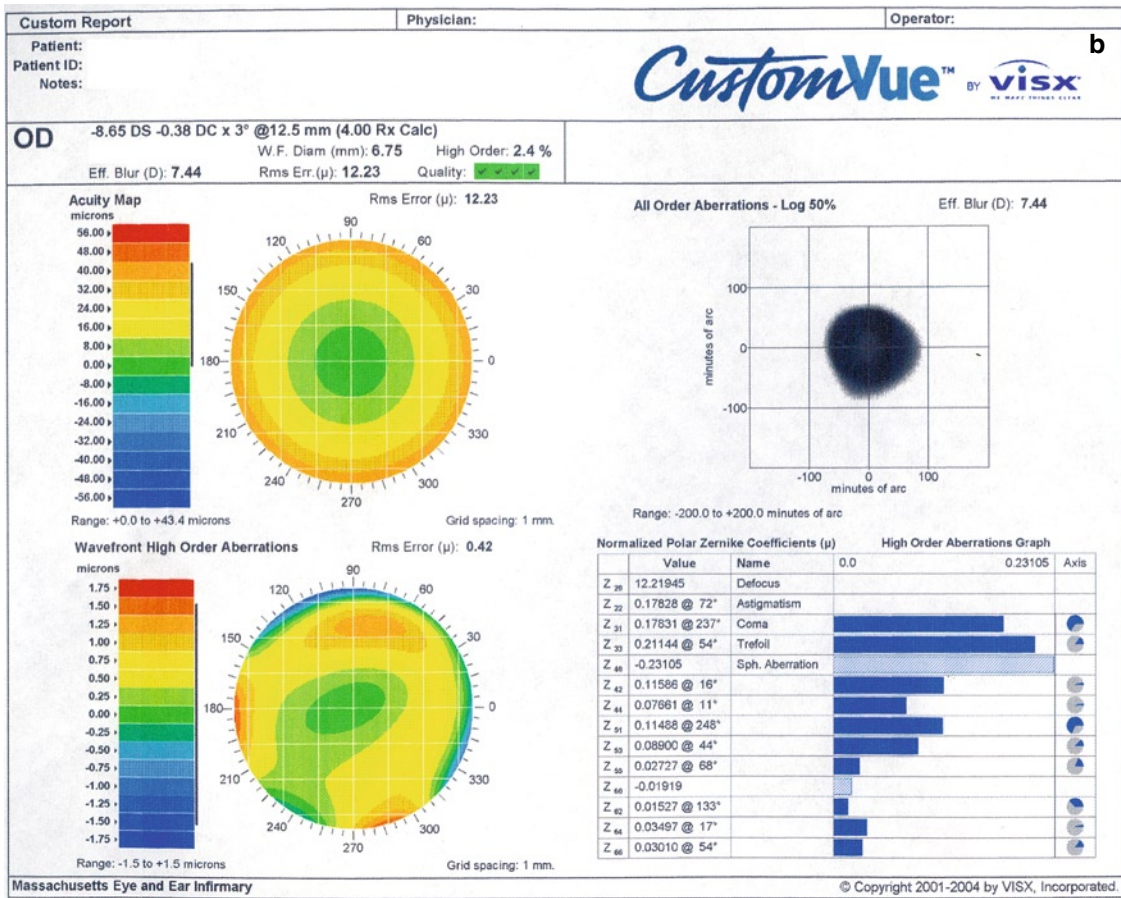 Custom Report Physician: Operator:
b
Patient:
Patient ID:
Notes:
CustomVue™ BY VISX®
WE MAKE THINGS CLEAR
OD -8.65 DS -0.38 DC x 3° @12.5 mm (4.00 Rx Calc)
W.F. Diam (mm): 6.75 High Order: 2.4 %
Eff. Blur (D): 7.44 Rms Err.(µ): 12.23 Quality: ✓ ✓ ✓ ✓
Acuity Map Rms Error (µ): 12.23
microns
56.00
48.00
40.00
32.00
24.00
16.00
8.00
0.00
-8.00
-16.00
-24.00
-32.00
-40.00
-48.00
-56.00
90
120 60
150 30
180 0
210 330
240 300
270
Range: +0.0 to +43.4 microns Grid spacing: 1 mm.
All Order Aberrations - Log 50% Eff. Blur (D): 7.44
minutes of arc
100
0
-100
-100 0 100
minutes of arc
Range: -200.0 to +200.0 minutes of arc
Wavefront High Order Aberrations Rms Error (µ): 0.42
microns
1.75
1.50
1.25
1.00
0.75
0.50
0.25
0.00
-0.25
-0.50
-0.75
-1.00
-1.25
-1.50
-1.75
90
120 60
150 30
180 0
210 330
240 300
270
Range: -1.5 to +1.5 microns Grid spacing: 1 mm.
Normalized Polar Zernike Coefficients (µ) High Order Aberrations Graph
Value Name 0.0 0.23105 Axis
Z 20 12.21945 Defocus
Z 22 0.17828 @ 72° Astigmatism
Z 31 0.17831 @ 237° Coma
Z 33 0.21144 @ 54° Trefoil
Z 40 -0.23105 Sph. Aberration
Z 42 0.11586 @ 16°
Z 44 0.07661 @ 11°
Z 51 0.11488 @ 248°
Z 53 0.08900 @ 44°
Z 55 0.02727 @ 68°
Z 60 -0.01919
Z 62 0.01527 @ 133°
Z 64 0.03497 @ 17°
Z 66 0.03010 @ 54°
Massachusetts Eye and Ear Infirmary © Copyright 2001-2004 by VISX, Incorporated.